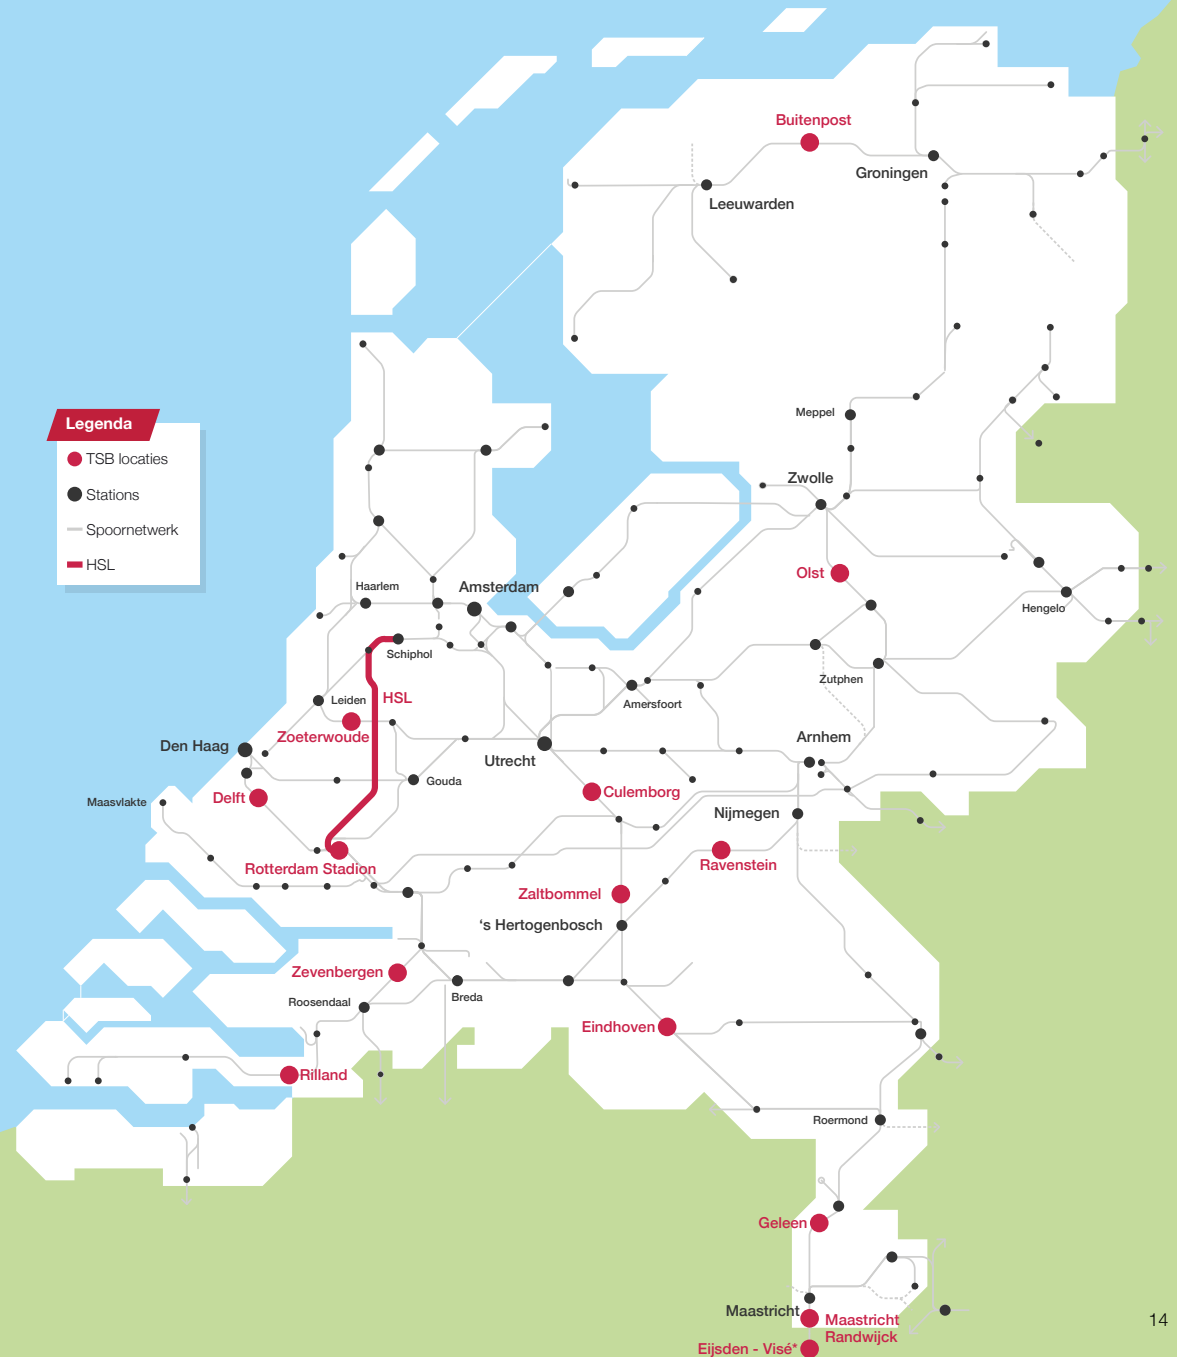 Buitenpost
Groningen
Leeuwarden
Legenda
TSB locaties
Stations
Spoornetwerk
HSL
Meppel
Zwolle
Olst
Haarlem
Amsterdam
Hengelo
Schiphol
Zutphen
HSL
Leiden
Amersfoort
Zoeterwoude
Den Haag
Arnhem
Utrecht
Gouda
Culemborg
Delft
Maasvlakte
Nijmegen
Ravenstein
Rotterdam Stadion
Zaltbommel
‘s Hertogenbosch
Zevenbergen
Breda
Roosendaal
Eindhoven
Rilland
Roermond
Geleen
Maastricht
Maastricht
Randwijck
14
Eijsden - Visé*